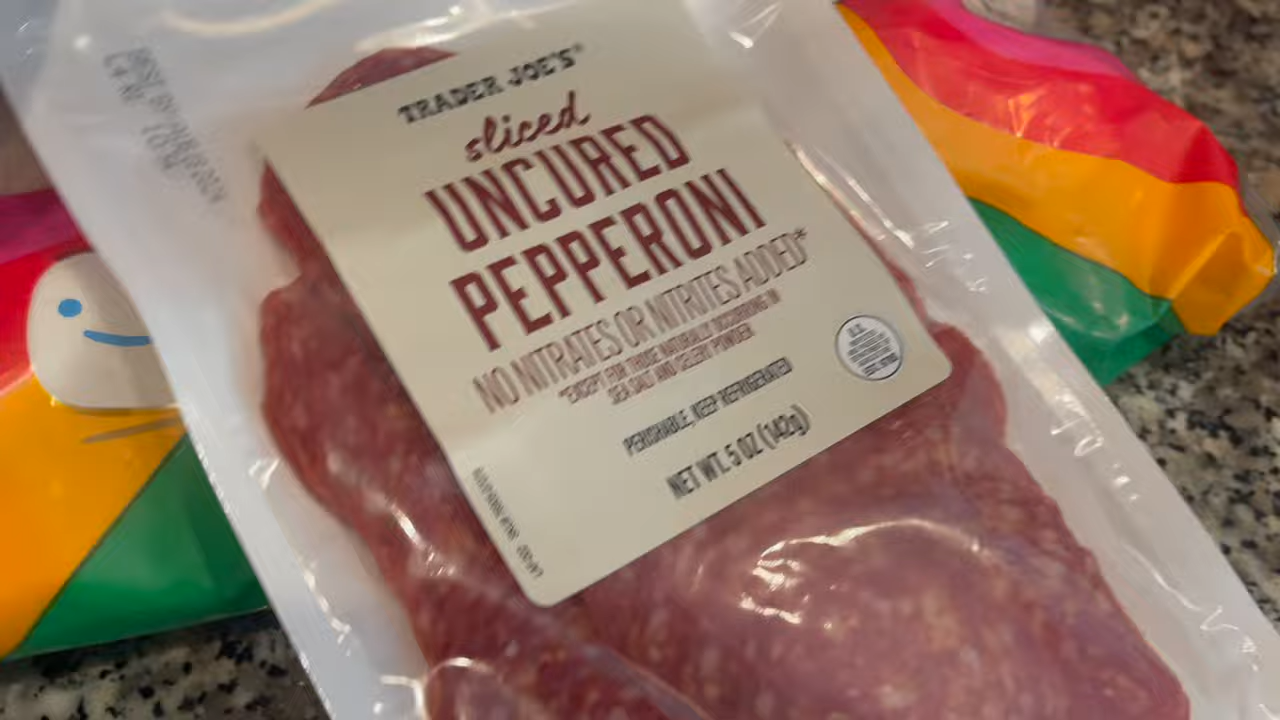 TRADER JOE'S®
sliced
UNCURED
PEPPERONI
NO NITRATES OR NITRITES ADDED*
*EXCEPT FOR THOSE NATURALLY OCCURRING IN
SEA SALT AND CELERY POWDER
PERISHABLE, KEEP REFRIGERATED
NET WT. 5 OZ (142g)